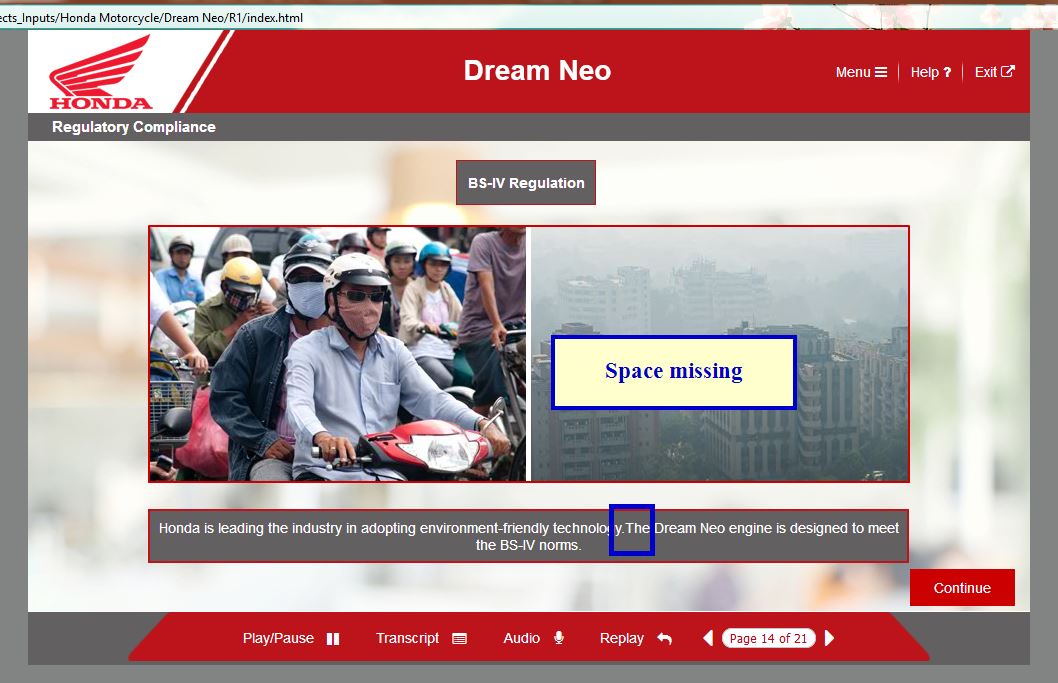 ects_Inputs/Honda Motorcycle/Dream Neo/R1/index.html
HONDA
Dream Neo
Menu
Help ?
Exit
Regulatory Compliance
BS-IV Regulation
Space missing
Honda is leading the industry in adopting environment-friendly technology.The Dream Neo engine is designed to meet
the BS-IV norms.
Continue
Play/Pause
Transcript
Audio
Replay
Page 14 of 21